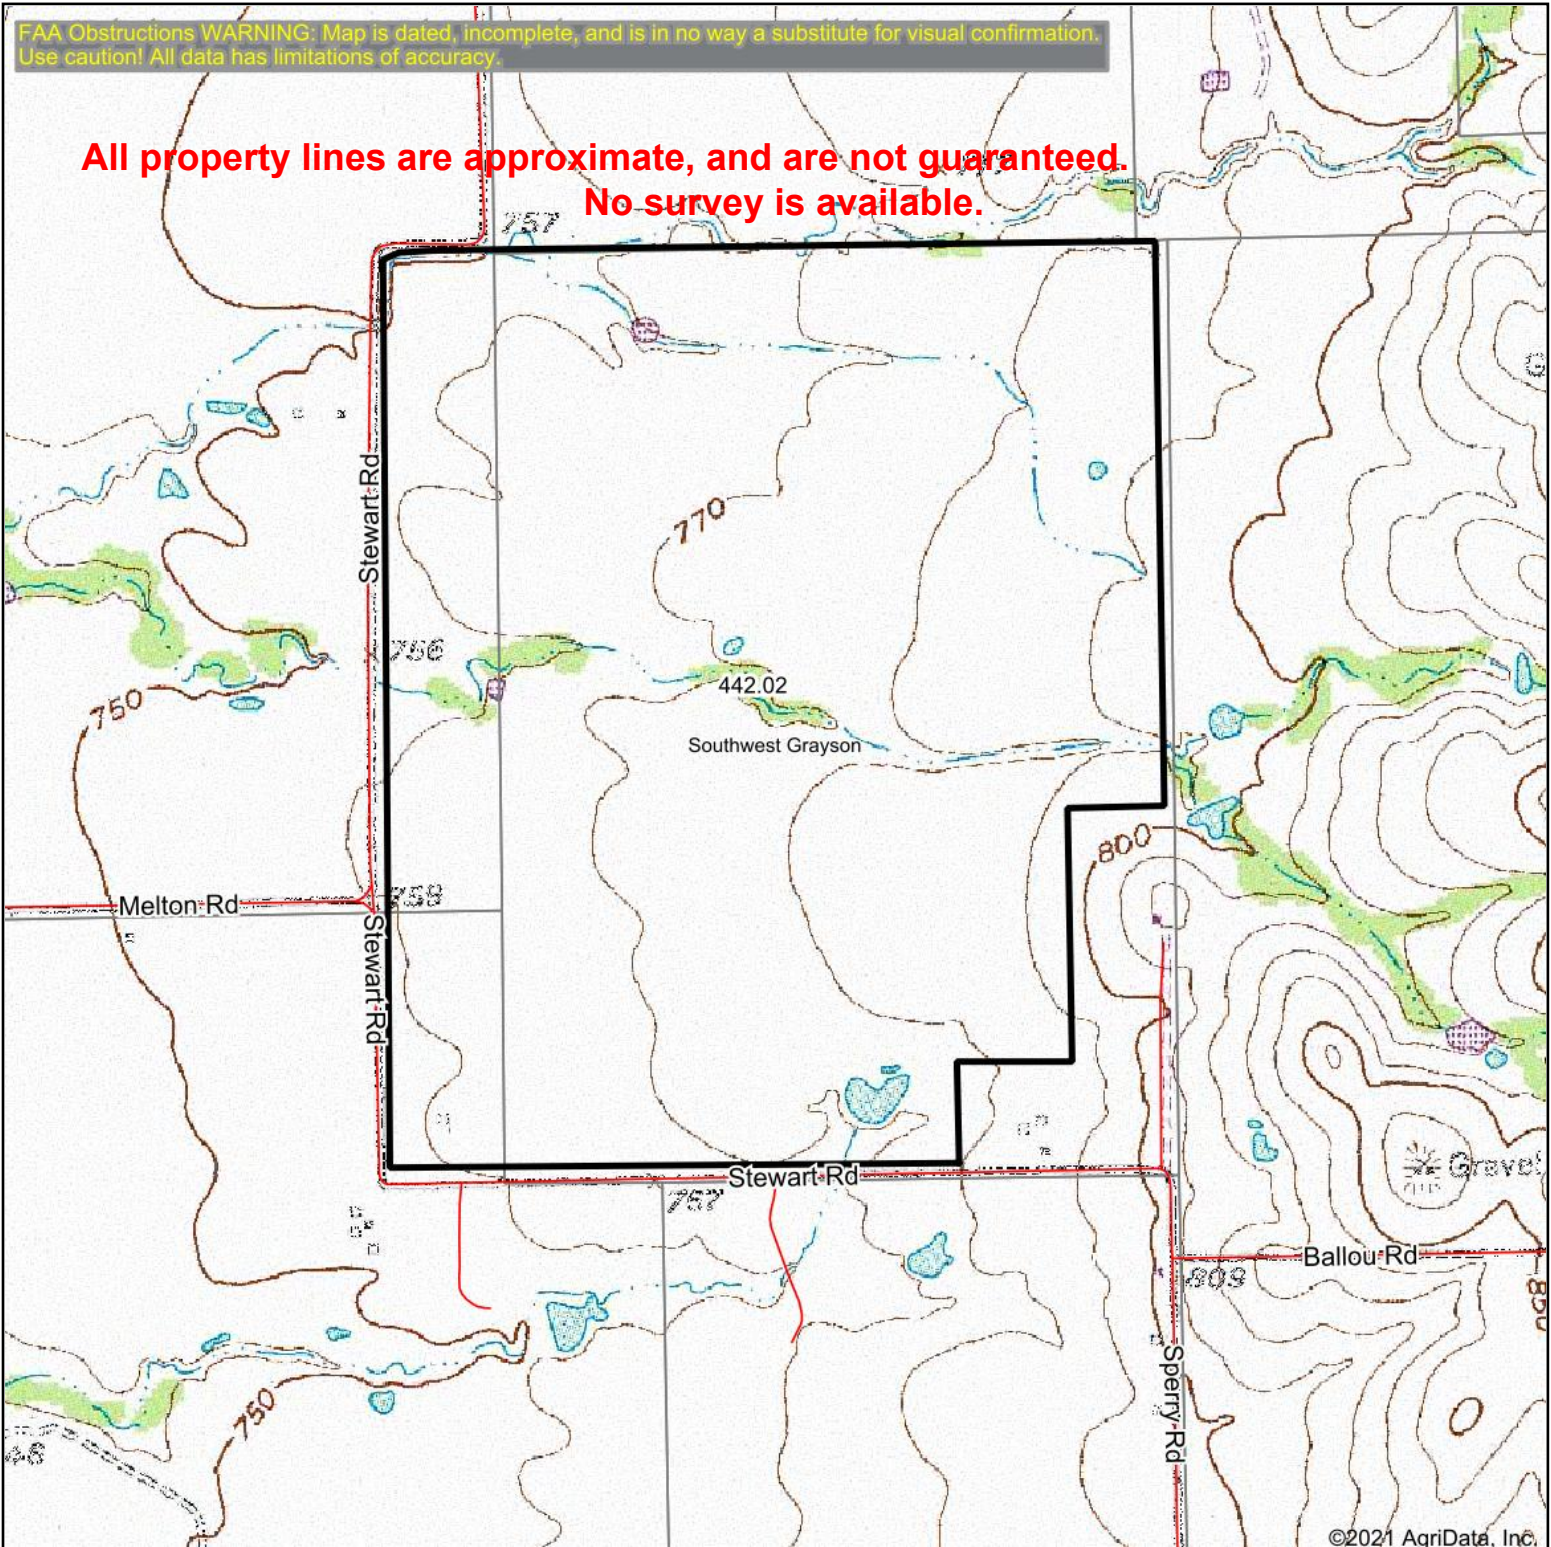 FAA Obstructions WARNING: Map is dated, incomplete, and is in no way a substitute for visual confirmation.
Use caution! All data has limitations of accuracy.
All property lines are approximate, and are not guaranteed.
No survey is available.
757
Stewart Rd
770
756
442.02
750
Southwest Grayson
800
Melton Rd
759
Stewart Rd
Stewart Rd
757
Gravel
Ballou Rd
809
850
Sperry Rd
750
©2021 AgriData, Inc.